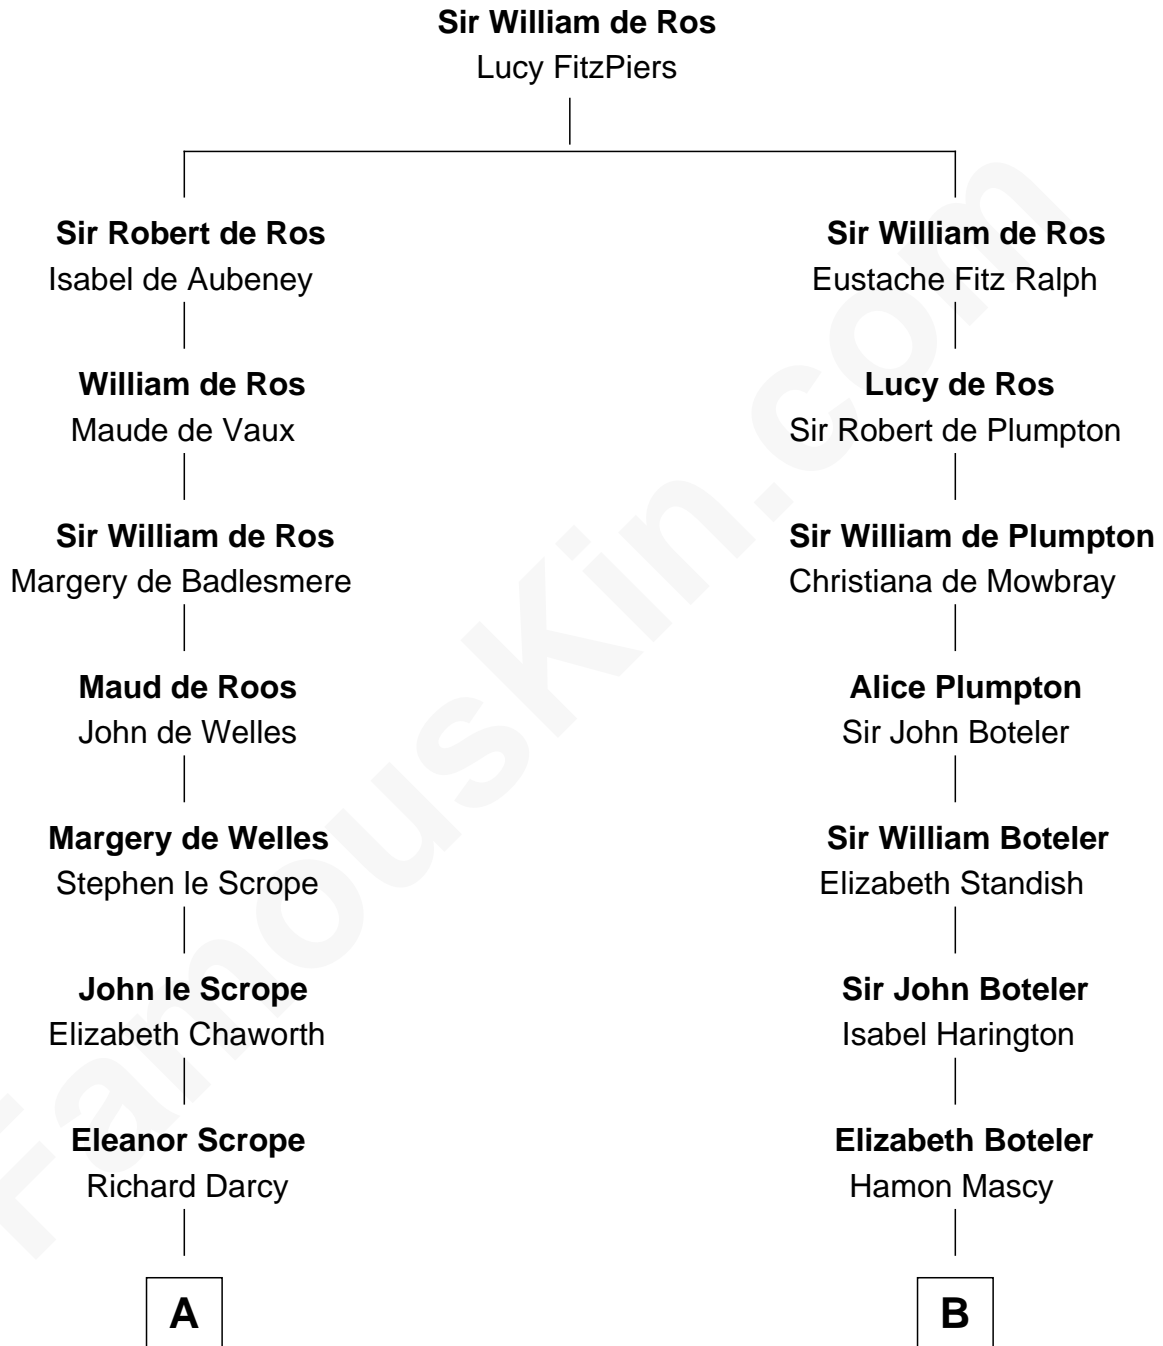 Sir William de Ros
Lucy FitzPiers
Sir Robert de Ros
Isabel de Aubeney
Sir William de Ros
Eustache Fitz Ralph
William de Ros
Maude de Vaux
Lucy de Ros
Sir Robert de Plumpton
Sir William de Ros
Margery de Badlesmere
Sir William de Plumpton
Christiana de Mowbray
Maud de Roos
John de Welles
Alice Plumpton
Sir John Boteler
Margery de Welles
Stephen le Scrope
Sir William Boteler
Elizabeth Standish
John le Scrope
Elizabeth Chaworth
Sir John Boteler
Isabel Harington
Eleanor Scrope
Richard Darcy
Elizabeth Boteler
Hamon Mascy
A
B
FamousKin.com